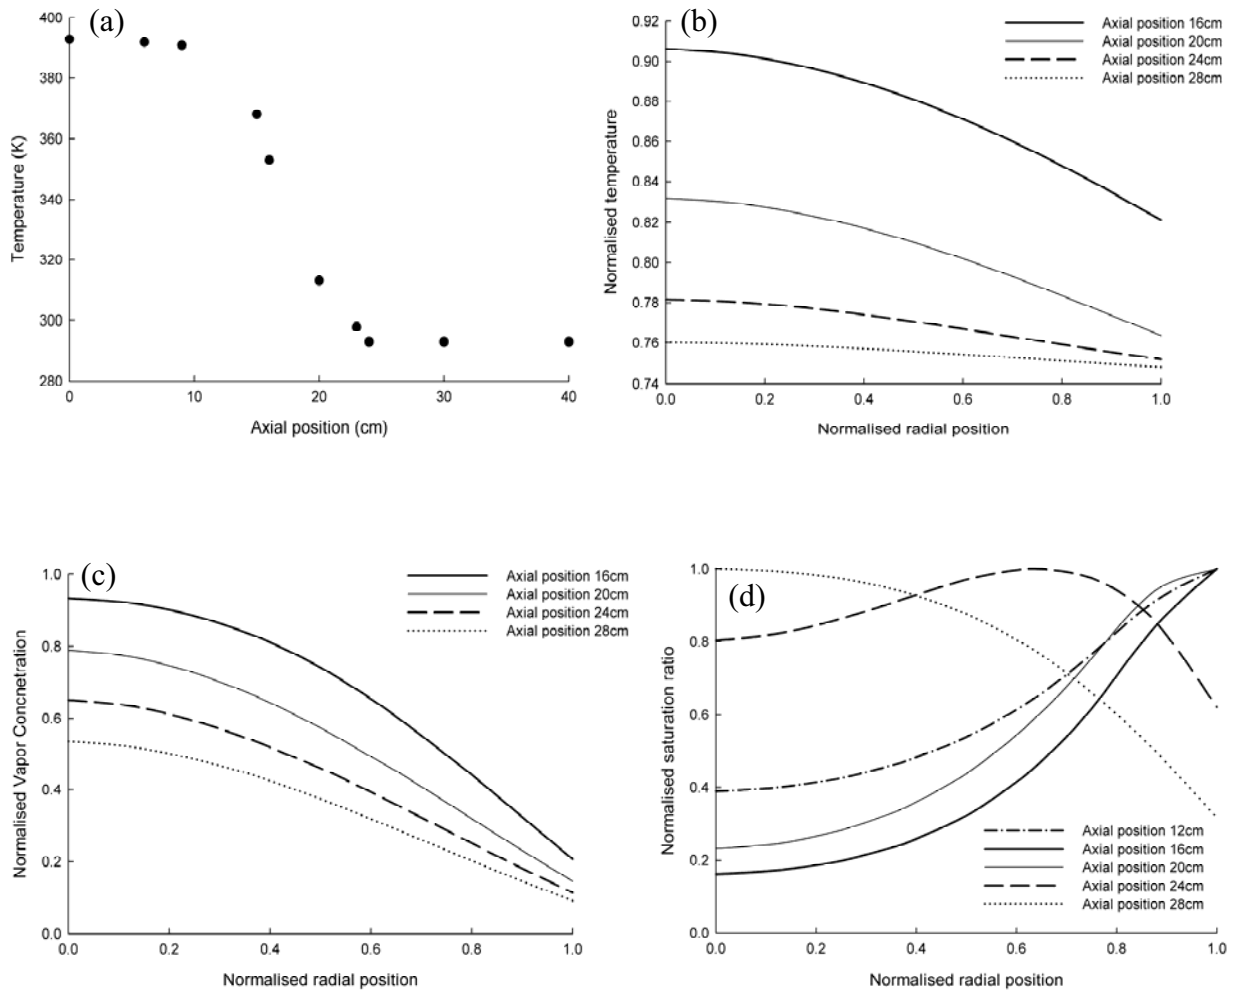 (a)
Temperature (K)
400
380
360
340
320
300
280
0
10
20
30
40
Axial position (cm)
(b)
Axial position 16cm
Axial position 20cm
Axial position 24cm
Axial position 28cm
Normalised temperature
0.92
0.90
0.88
0.86
0.84
0.82
0.80
0.78
0.76
0.74
0.0
0.2
0.4
0.6
0.8
1.0
Normalised radial position
(c)
Axial position 16cm
Axial position 20cm
Axial position 24cm
Axial position 28cm
Normalised Vapor Concnetration
1.0
0.8
0.6
0.4
0.2
0.0
0.0
0.2
0.4
0.6
0.8
1.0
Normalised radial position
(d)
Normalised saturation ratio
1.0
0.8
0.6
0.4
0.2
0.0
Axial position 12cm
Axial position 16cm
Axial position 20cm
Axial position 24cm
Axial position 28cm
0.0
0.2
0.4
0.6
0.8
1.0
Normalised radial position